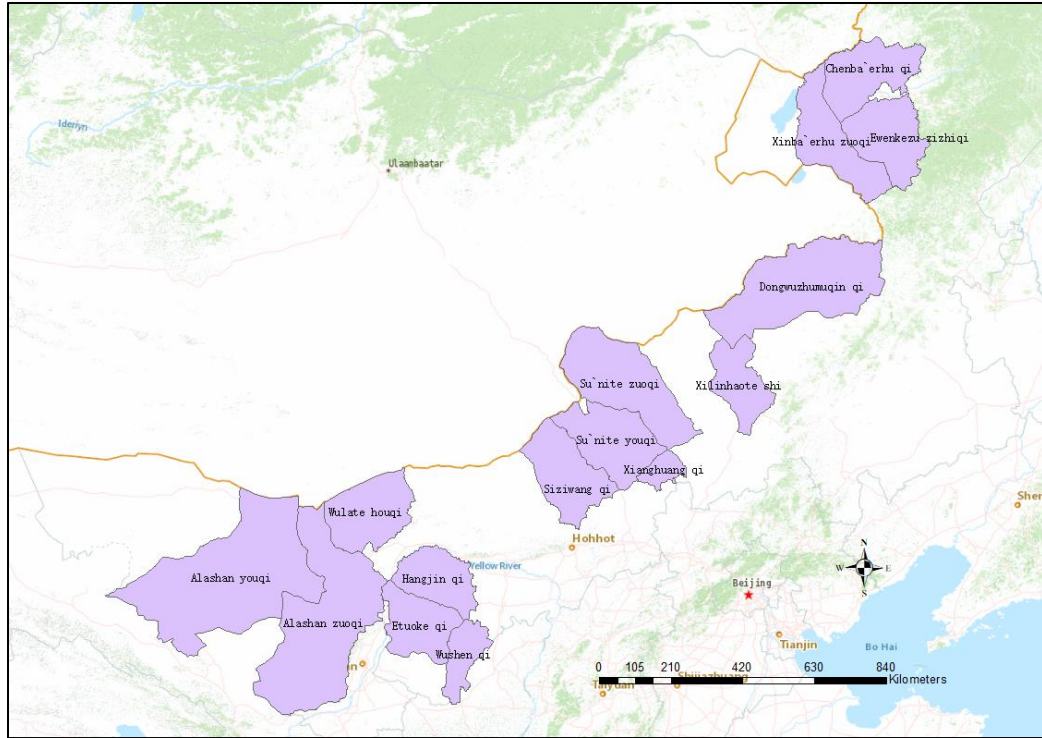 Chenba`erhu qi
Ideriyn
Xinba`erhu zuoqi
Ewenkezu zizhiqi
Ulaambaatar
Dongwuzhumuqin qi
Su`nite zuoqi
Xilinhaote shi
Su`nite youqi
Xianghuang qi
Siziwang qi
Wulate houqi
Hohhot
N
W
E
S
Yellow River
Alashan youqi
Hangjin qi
Beijing
Alashan zuoqi
Etuoke qi
Wushen qi
Tianjin
Bo Hai
0 105 210 420 630 840
Kilometers
Shijiazhuang
Taiyuan